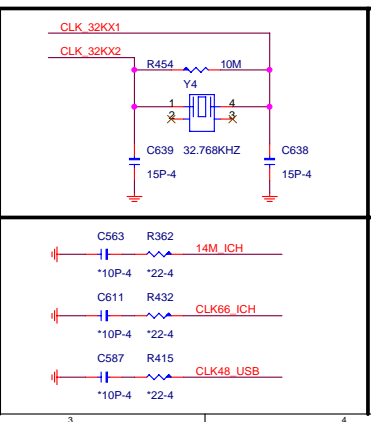 CLK_32KX1
CLK_32KX2
R454 10M
Y4
1 4
2 3
C639 32.768KHZ C638
15P-4 15P-4
C563 R362
14M_ICH
*10P-4 *22-4
C611 R432
CLK66_ICH
*10P-4 *22-4
C587 R415
CLK48_USB
*10P-4 *22-4
3 4